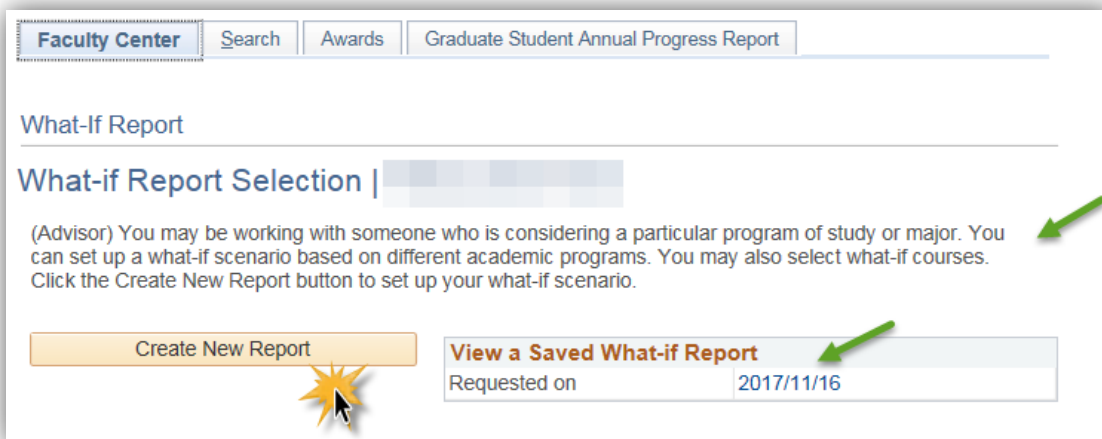 Faculty Center Search Awards Graduate Student Annual Progress Report
What-If Report
What-if Report Selection |
(Advisor) You may be working with someone who is considering a particular program of study or major. You
can set up a what-if scenario based on different academic programs. You may also select what-if courses.
Click the Create New Report button to set up your what-if scenario.
Create New Report
View a Saved What-if Report
Requested on 2017/11/16